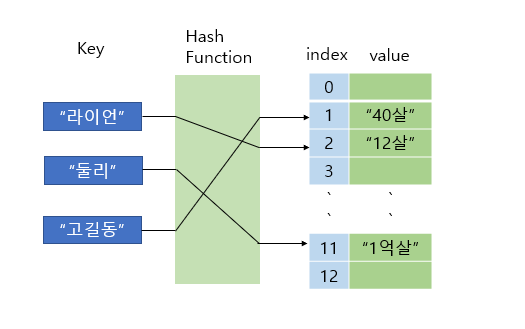 Key
Hash
Function
index value
0
"라이언"
1 "40살"
2 "12살"
"둘리"
3
"고길동"
11 "1억살"
12